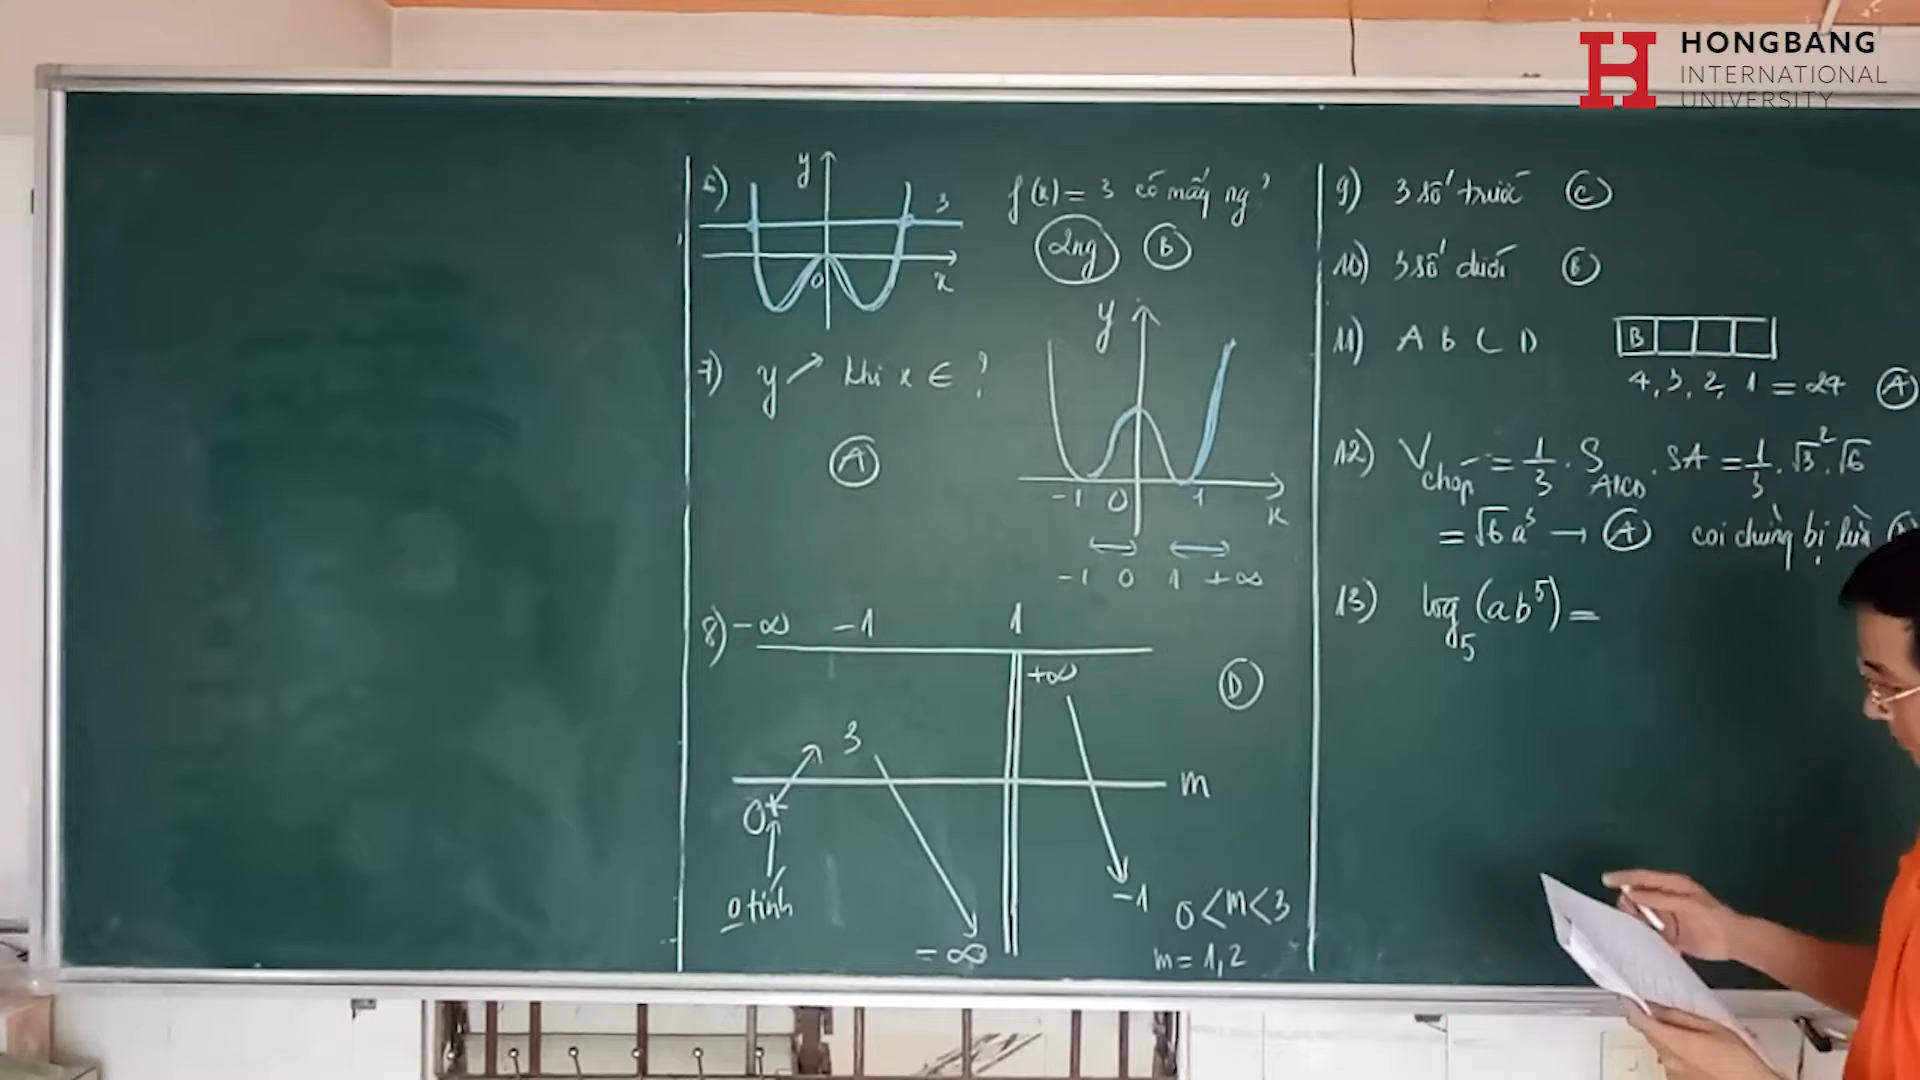 HONGBANG
INTERNATIONAL
UNIVERSITY
6)
y
3
0
x
f(x) = 3 có mấy ng?
2ng B
7) y ↗ khi x ∈ ?
A
y
-1 0 1
x
-1 0 1 +∞
8) -∞ -1 1
+∞
D
3
m
0+
0 tính
-∞
-1
0 < m < 3
m = 1, 2
9) 3 số trước C
10) 3 số dưới B
11) A B C D B
4, 3, 2, 1 = 24 A
12) V chóp = 1/3 . S ABCD . SA = 1/3 . √3² . √6
= √6 a³ → A coi chừng bị lừa
13) log₅ (ab⁵) =